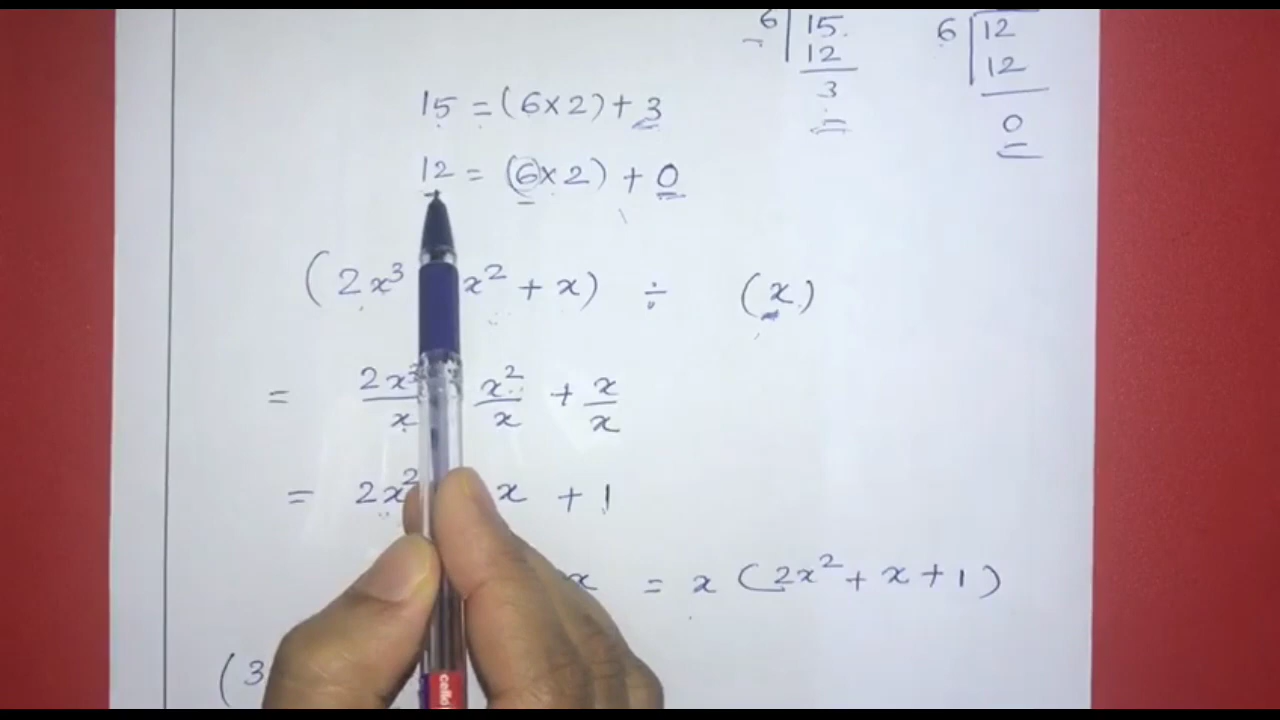 6 15
12
3
6 12
12
0
15 = (6×2) + 3
12 = (6×2) + 0
(2x³ x² + x) ÷ (x)
= 2x³/x x²/x + x/x
= 2x² x + 1
x = x (2x² + x + 1)
(3
cello